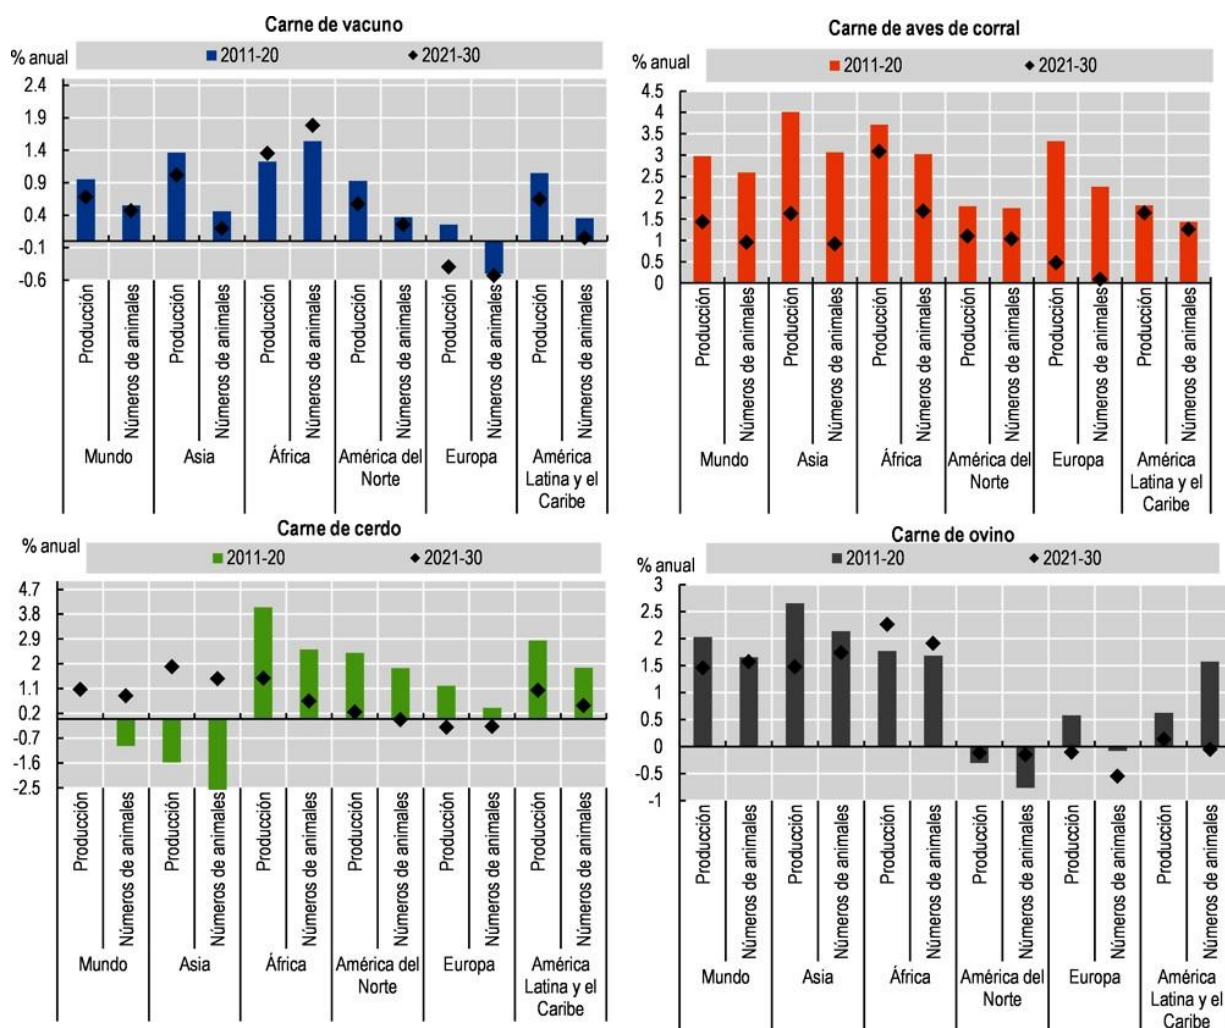 Carne de vacuno
% anual
2011-20
2021-30
2.4
1.9
1.4
0.9
0.4
-0.1
-0.6
Producción
Números de animales
Producción
Números de animales
Producción
Números de animales
Producción
Números de animales
Producción
Números de animales
Producción
Números de animales
Mundo
Asia
África
América del
Norte
Europa
América
Latina y el
Caribe
Carne de aves de corral
% anual
2011-20
2021-30
4.5
4
3.5
3
2.5
2
1.5
1
0.5
0
Producción
Números de animales
Producción
Números de animales
Producción
Números de animales
Producción
Números de animales
Producción
Números de animales
Producción
Números de animales
Mundo
Asia
África
América del
Norte
Europa
América
Latina y el
Caribe
Carne de cerdo
% anual
2011-20
2021-30
4.7
3.8
2.9
2
1.1
0.2
-0.7
-1.6
-2.5
Producción
Números de animales
Producción
Números de animales
Producción
Números de animales
Producción
Números de animales
Producción
Números de animales
Producción
Números de animales
Mundo
Asia
África
América del
Norte
Europa
América
Latina y el
Caribe
Carne de ovino
% anual
2011-20
2021-30
3
2.5
2
1.5
1
0.5
0
-0.5
-1
Producción
Números de animales
Producción
Números de animales
Producción
Números de animales
Producción
Números de animales
Producción
Números de animales
Producción
Números de animales
Mundo
Asia
África
América del
Norte
Europa
América
Latina y el
Caribe